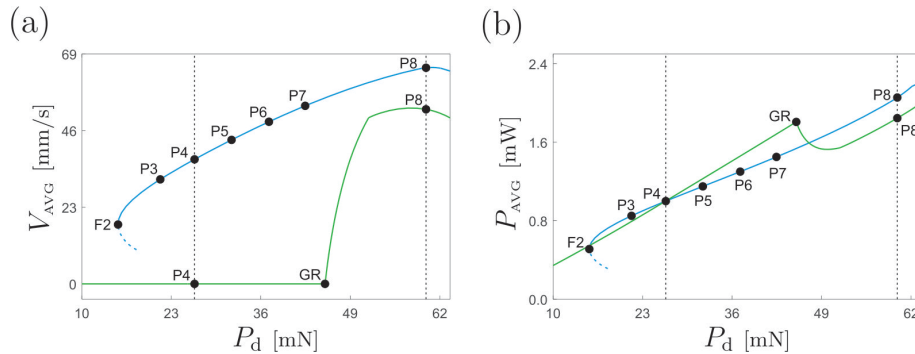 (a)
69
46
23
0
V_AVG [mm/s]
F2
P3
P4
P5
P6
P7
P8
P8
P4
GR
10
23
36
49
62
P_d [mN]
(b)
2.4
1.6
0.8
0.0
P_AVG [mW]
F2
P3
P4
P5
P6
P7
GR
P8
P8
10
23
36
49
62
P_d [mN]